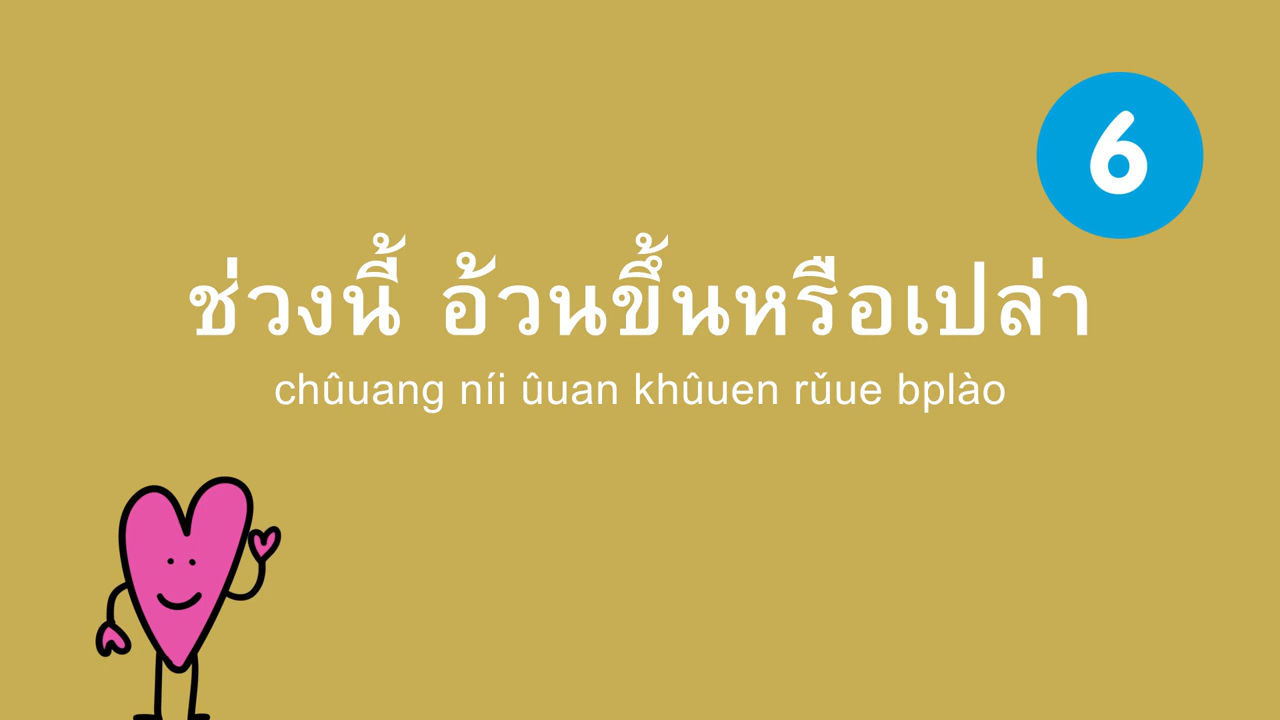 6
ช่วงนี้ อ้วนขึ้นหรือเปล่า
chûuang níi ûuan khûuen rǔue bplào